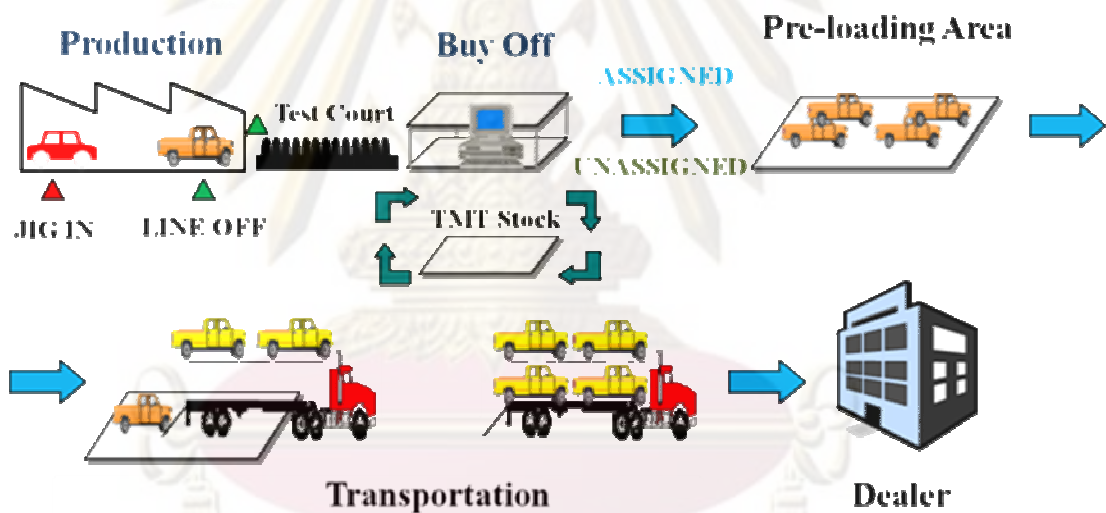 Production
Buy Off
Pre-loading Area
ASSIGNED
Test Court
UNASSIGNED
JIG IN
LINE OFF
TMT Stock
Transportation
Dealer